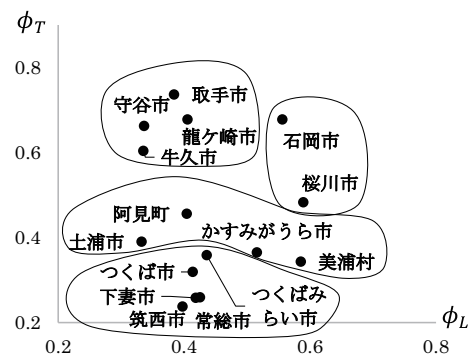 ϕT
0.8
取手市
守谷市
龍ケ崎市
石岡市
0.6
牛久市
桜川市
阿見町
かすみがうら市
0.4
土浦市
美浦村
つくば市
下妻市
つくばみ
らい市
筑西市
常総市
0.2
ϕL
0.2
0.4
0.6
0.8